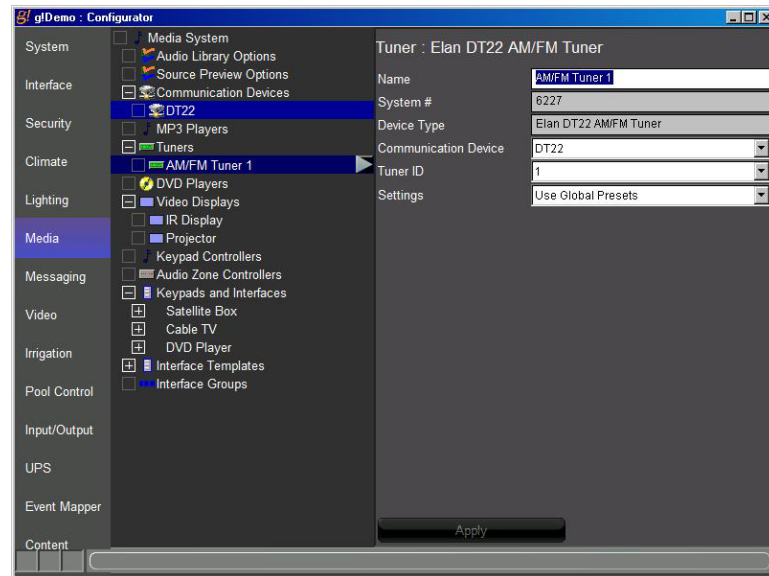 g! g!Demo : Configurator
System
Interface
Security
Climate
Lighting
Media
Messaging
Video
Irrigation
Pool Control
Input/Output
UPS
Event Mapper
Content
Media System
Audio Library Options
Source Preview Options
Communication Devices
DT22
MP3 Players
Tuners
AM/FM Tuner 1
DVD Players
Video Displays
IR Display
Projector
Keypad Controllers
Audio Zone Controllers
Keypads and Interfaces
Satellite Box
Cable TV
DVD Player
Interface Templates
Interface Groups
Tuner : Elan DT22 AM/FM Tuner
Name AM/FM Tuner 1
System # 6227
Device Type Elan DT22 AM/FM Tuner
Communication Device DT22
Tuner ID 1
Settings Use Global Presets
Apply